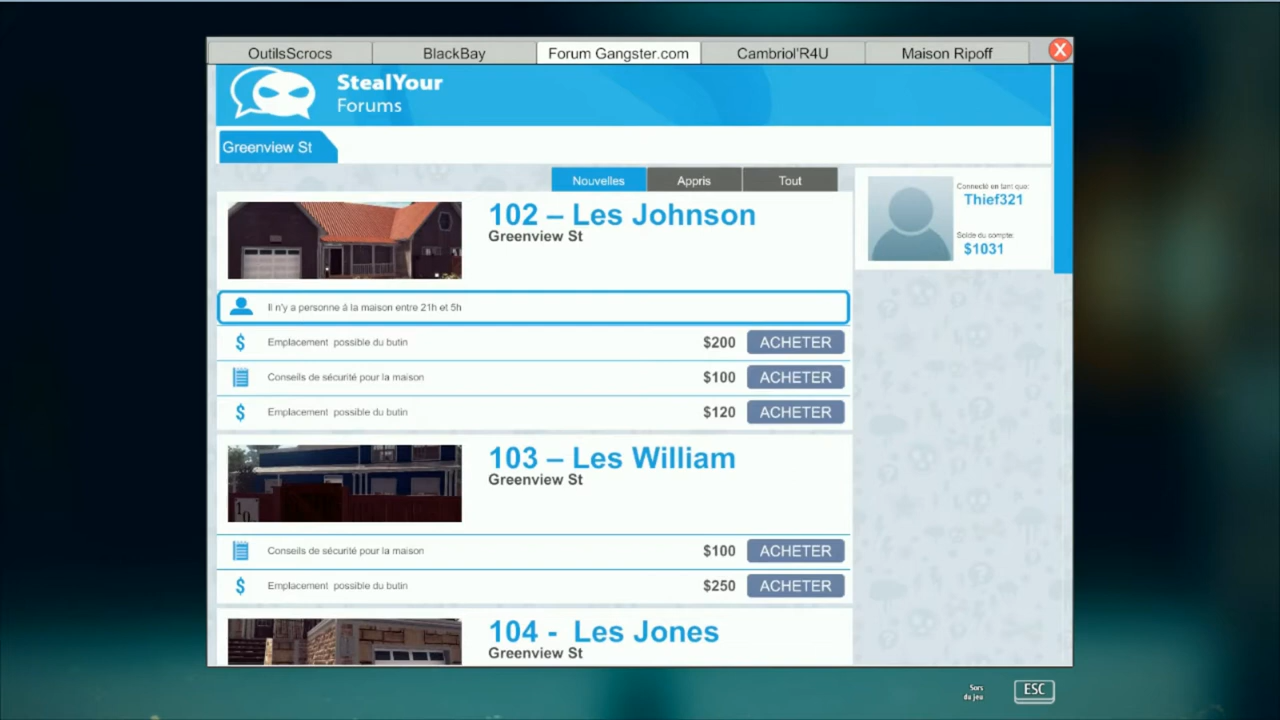 OutilsScrocs
BlackBay
Forum Gangster.com
Cambriol'R4U
Maison Ripoff
X
StealYour
Forums
Greenview St
Nouvelles
Appris
Tout
Connecté en tant que:
Thief321
Solde du compte:
$1031
102 – Les Johnson
Greenview St
Il n'y a personne à la maison entre 21h et 5h
$ Emplacement possible du butin $200 ACHETER
Conseils de sécurité pour la maison $100 ACHETER
$ Emplacement possible du butin $120 ACHETER
103 – Les William
Greenview St
Conseils de sécurité pour la maison $100 ACHETER
$ Emplacement possible du butin $250 ACHETER
104 - Les Jones
Greenview St
Sors
du jeu
ESC